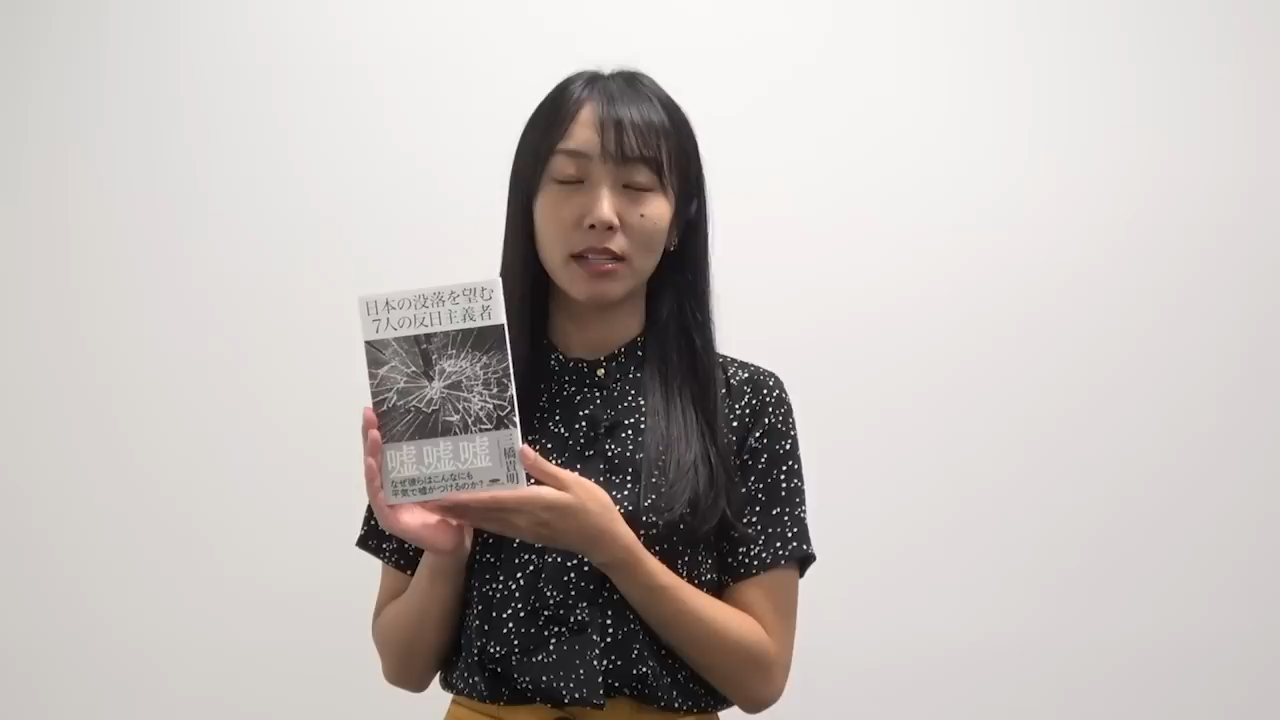 日本の没落を望む
7人の反日主義者
嘘、嘘、嘘
なぜ彼らはこんなにも
平気で嘘がつけるのか?
三橋貴明